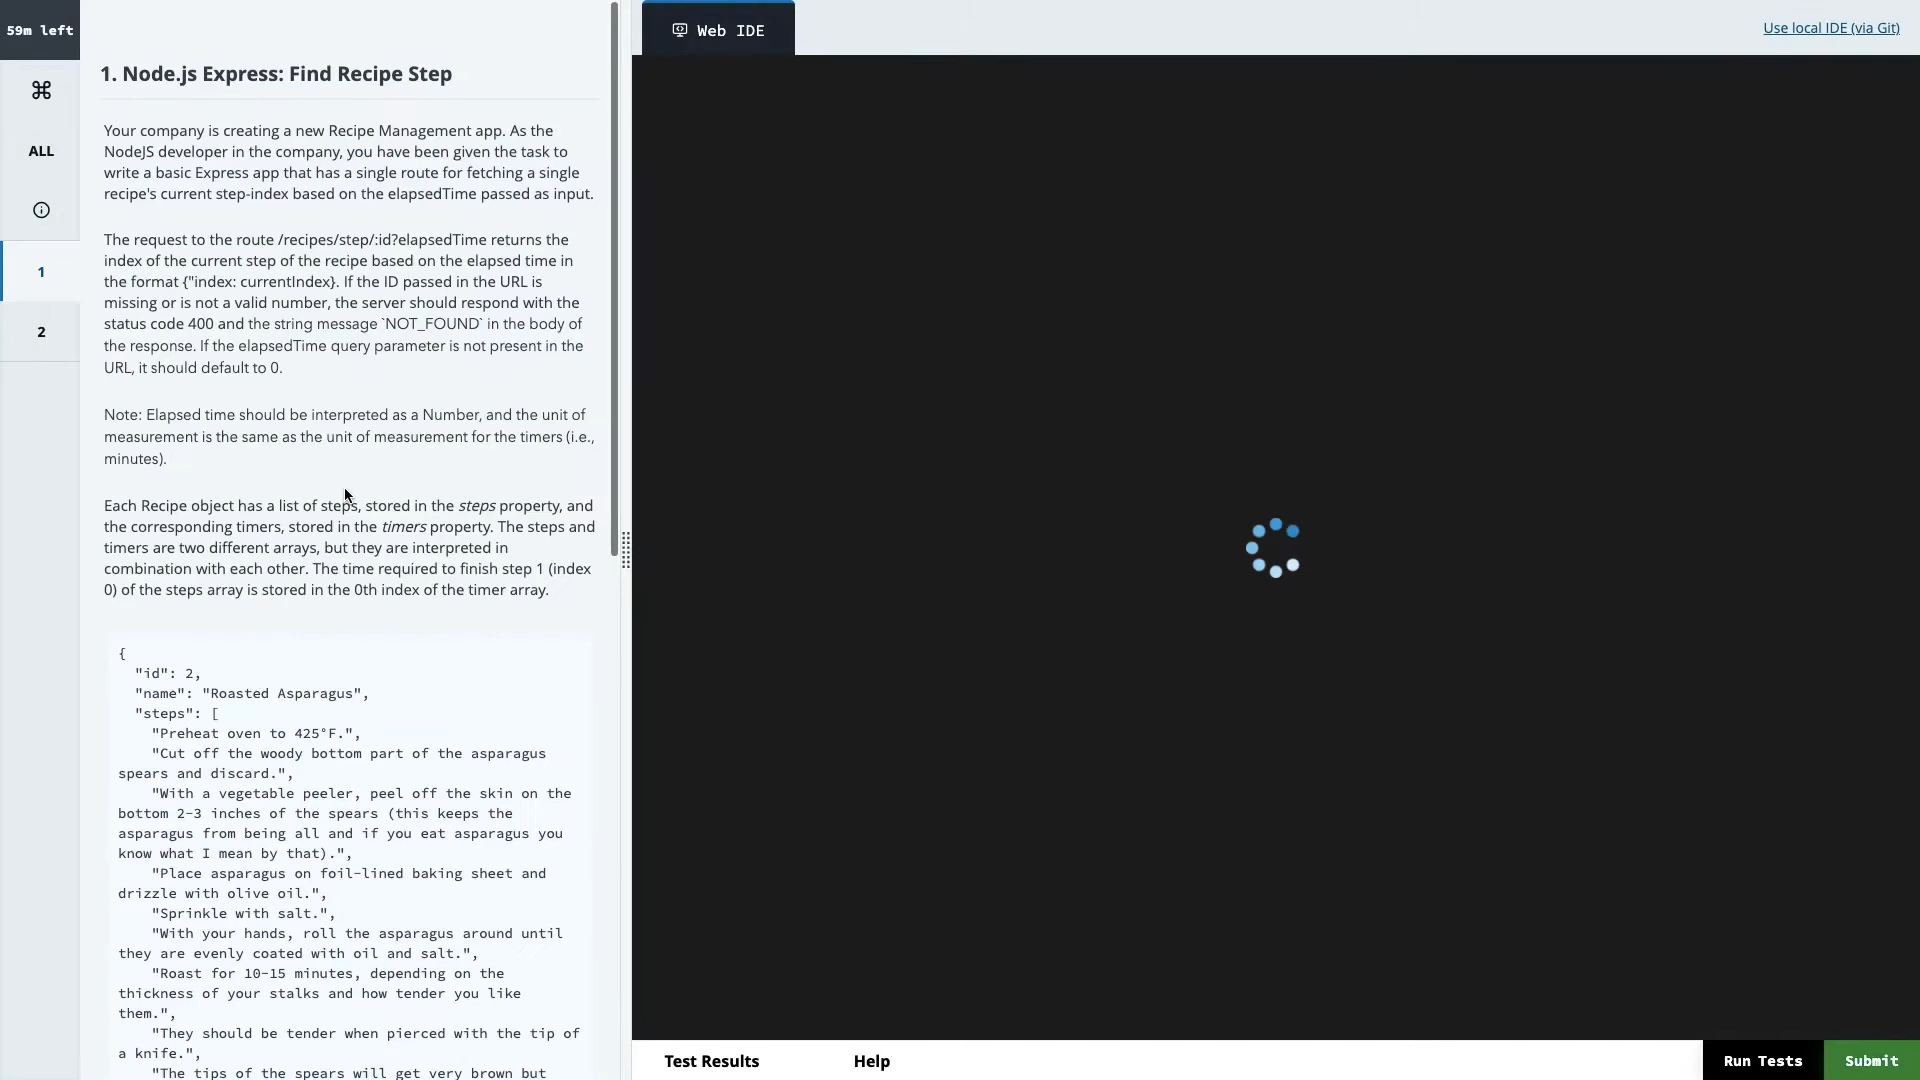 59m left
ALL
1
2
1. Node.js Express: Find Recipe Step
Your company is creating a new Recipe Management app. As the
NodeJS developer in the company, you have been given the task to
write a basic Express app that has a single route for fetching a single
recipe's current step-index based on the elapsedTime passed as input.
The request to the route /recipes/step/:id?elapsedTime returns the
index of the current step of the recipe based on the elapsed time in
the format {"index: currentIndex}. If the ID passed in the URL is
missing or is not a valid number, the server should respond with the
status code 400 and the string message `NOT_FOUND` in the body of
the response. If the elapsedTime query parameter is not present in the
URL, it should default to 0.
Note: Elapsed time should be interpreted as a Number, and the unit of
measurement is the same as the unit of measurement for the timers (i.e.,
minutes).
Each Recipe object has a list of steps, stored in the steps property, and
the corresponding timers, stored in the timers property. The steps and
timers are two different arrays, but they are interpreted in
combination with each other. The time required to finish step 1 (index
0) of the steps array is stored in the 0th index of the timer array.
{
"id": 2,
"name": "Roasted Asparagus",
"steps": [
"Preheat oven to 425°F.",
"Cut off the woody bottom part of the asparagus
spears and discard.",
"With a vegetable peeler, peel off the skin on the
bottom 2-3 inches of the spears (this keeps the
asparagus from being all and if you eat asparagus you
know what I mean by that).",
"Place asparagus on foil-lined baking sheet and
drizzle with olive oil.",
"Sprinkle with salt.",
"With your hands, roll the asparagus around until
they are evenly coated with oil and salt.",
"Roast for 10-15 minutes, depending on the
thickness of your stalks and how tender you like
them.",
"They should be tender when pierced with the tip of
a knife.",
"The tips of the spears will get very brown but
Web IDE
Use local IDE (via Git)
Test Results
Help
Run Tests
Submit